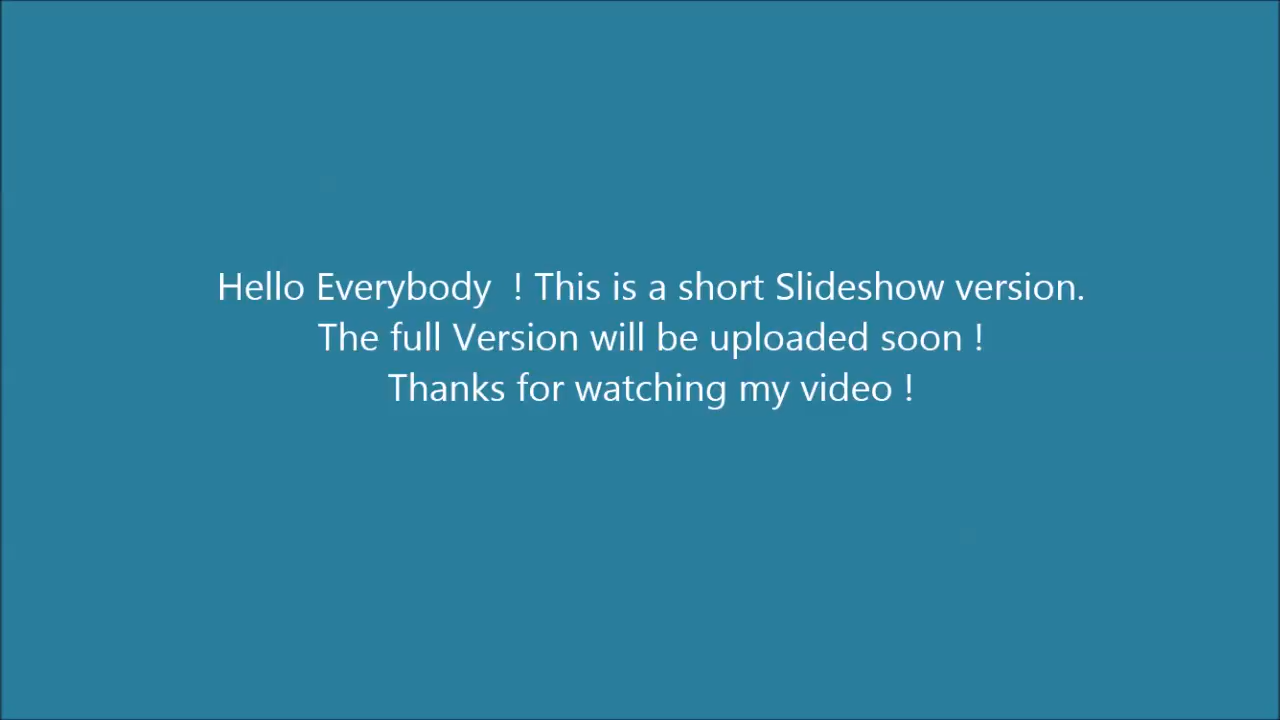 Hello Everybody  ! This is a short Slideshow version.
The full Version will be uploaded soon !
Thanks for watching my video !